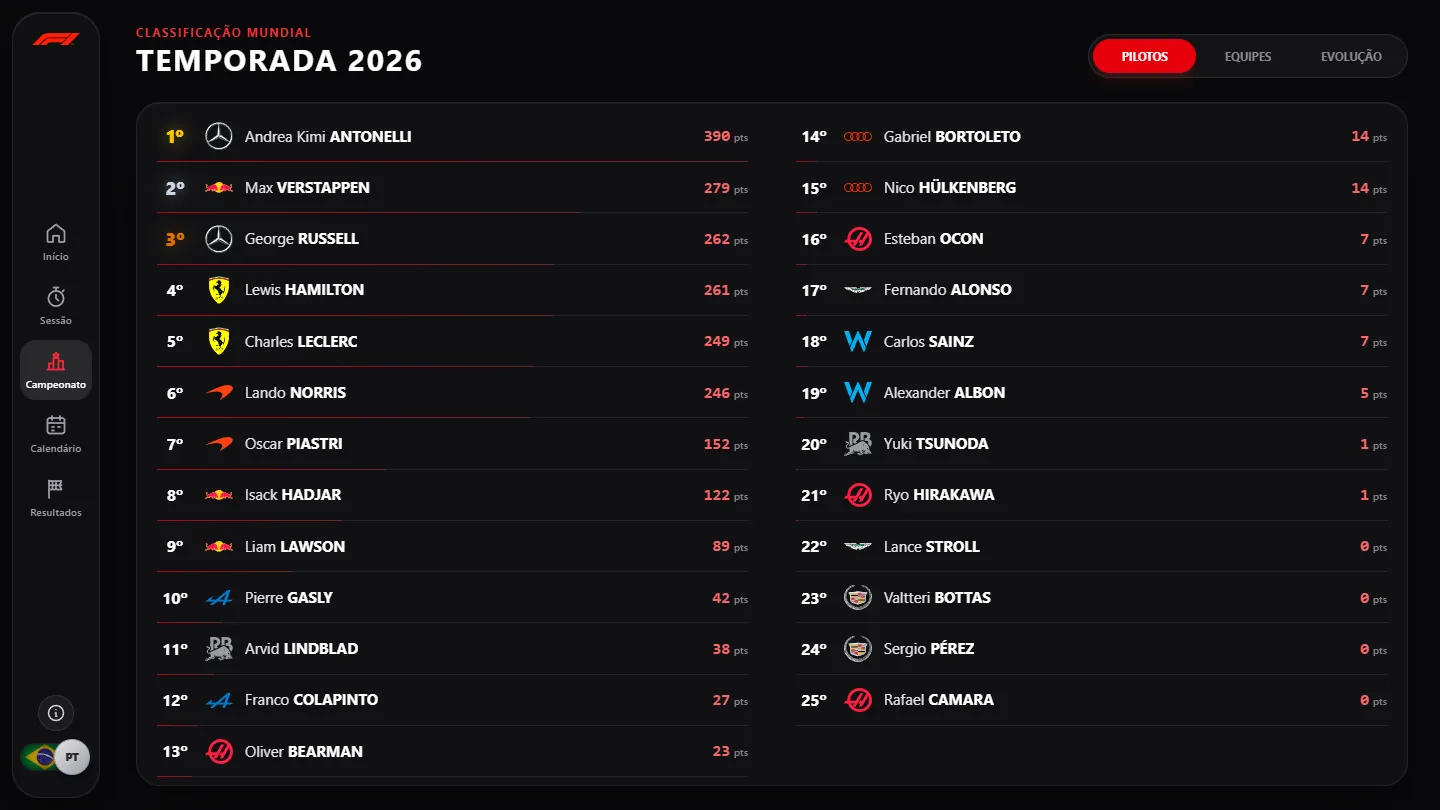 CLASSIFICAÇÃO MUNDIAL
TEMPORADA 2026
PILOTOS
EQUIPES
EVOLUÇÃO
Início
Sessão
Campeonato
Calendário
Resultados
PT
1º Andrea Kimi ANTONELLI 390 pts
2º Max VERSTAPPEN 279 pts
3º George RUSSELL 262 pts
4º Lewis HAMILTON 261 pts
5º Charles LECLERC 249 pts
6º Lando NORRIS 246 pts
7º Oscar PIASTRI 152 pts
8º Isack HADJAR 122 pts
9º Liam LAWSON 89 pts
10º Pierre GASLY 42 pts
11º Arvid LINDBLAD 38 pts
12º Franco COLAPINTO 27 pts
13º Oliver BEARMAN 23 pts
14º Gabriel BORTOLETO 14 pts
15º Nico HÜLKENBERG 14 pts
16º Esteban OCON 7 pts
17º Fernando ALONSO 7 pts
18º Carlos SAINZ 7 pts
19º Alexander ALBON 5 pts
20º Yuki TSUNODA 1 pts
21º Ryo HIRAKAWA 1 pts
22º Lance STROLL 0 pts
23º Valtteri BOTTAS 0 pts
24º Sergio PÉREZ 0 pts
25º Rafael CAMARA 0 pts